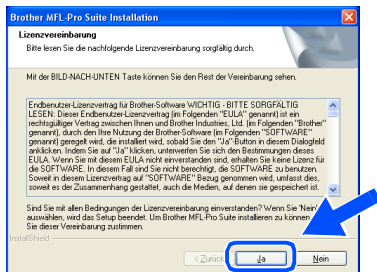 Brother MFL-Pro Suite Installation
Lizenzvereinbarung
Bitte lesen Sie die nachfolgende Lizenzvereinbarung sorgfältig durch.
Mit der BILD-NACH-UNTEN Taste können Sie den Rest der Vereinbarung sehen.
Endbenutzer-Lizenzvertrag für Brother-Software WICHTIG - BITTE SORGFÄLTIG
LESEN: Dieser Endbenutzer-Lizenzvertrag (im Folgenden "EULA" genannt) ist ein
rechtsgültiger Vertrag zwischen Ihnen und Brother Industries, Ltd. (im Folgenden "Brother"
genannt), durch den Ihre Nutzung der Brother-Software (im Folgenden "SOFTWARE"
genannt) geregelt wird, die installiert wird, sobald Sie den "Ja"-Button in diesem Dialogfeld
anklicken. Indem Sie auf "Ja" klicken, unterwerfen Sie sich den Bestimmungen dieses
EULA. Wenn Sie mit diesem EULA nicht einverstanden sind, erhalten Sie keine Lizenz für
die SOFTWARE. In diesem Fall sind Sie nicht berechtigt, die SOFTWARE zu benutzen.
Soweit in diesem Lizenzvertrag auf "SOFTWARE" Bezug genommen wird, umfasst dies,
soweit es der Zusammenhang gestattet, auch die Medien, auf denen sie gespeichert ist.
Sind Sie mit allen Bedingungen der Lizenzvereinbarung einverstanden? Wenn Sie 'Nein'
auswählen, wird das Setup beendet. Um Brother MFL-Pro Suite installieren zu können
Sie dieser Vereinbarung zustimmen.
InstallShield
< Zurück Ja Nein